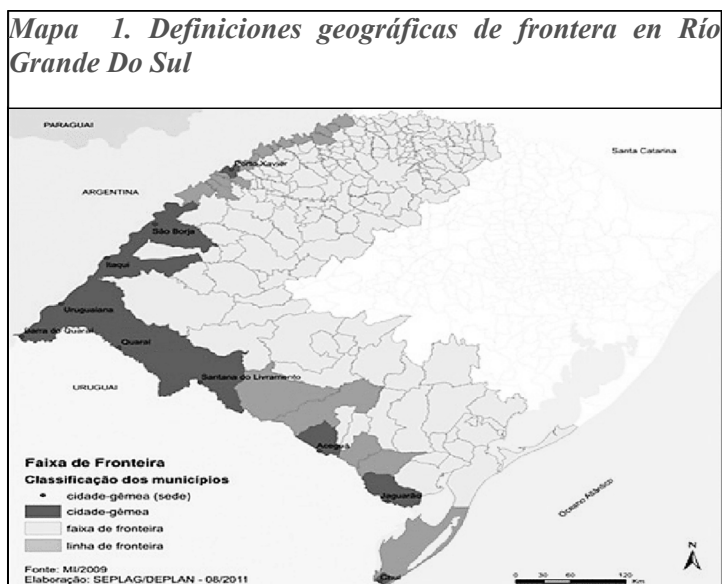 Mapa 1. Definiciones geográficas de frontera en Río
Grande Do Sul
PARAGUAI
Santa Catarina
Porto Xavier
ARGENTINA
São Borja
Itaqui
Uruguaiana
Barra do Quaraí
Quaraí
Santana do Livramento
URUGUAI
Aceguá
Jaguarão
Oceano Atlântico
Chuí
Faixa de Fronteira
Classificação dos municípios
cidade-gêmea (sede)
cidade-gêmea
faixa de fronteira
linha de fronteira
Fonte: MI/2009
Elaboração: SEPLAG/DEPLAN - 08/2011
N
0 30 60 120
Km